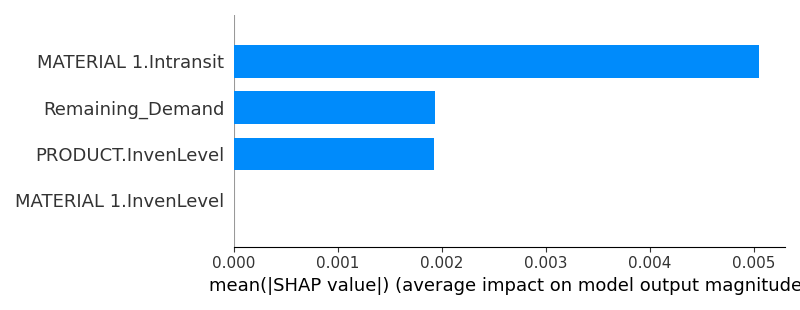 MATERIAL 1.Intransit
Remaining_Demand
PRODUCT.InvenLevel
MATERIAL 1.InvenLevel
0.000 0.001 0.002 0.003 0.004 0.005
mean(|SHAP value|) (average impact on model output magnitude